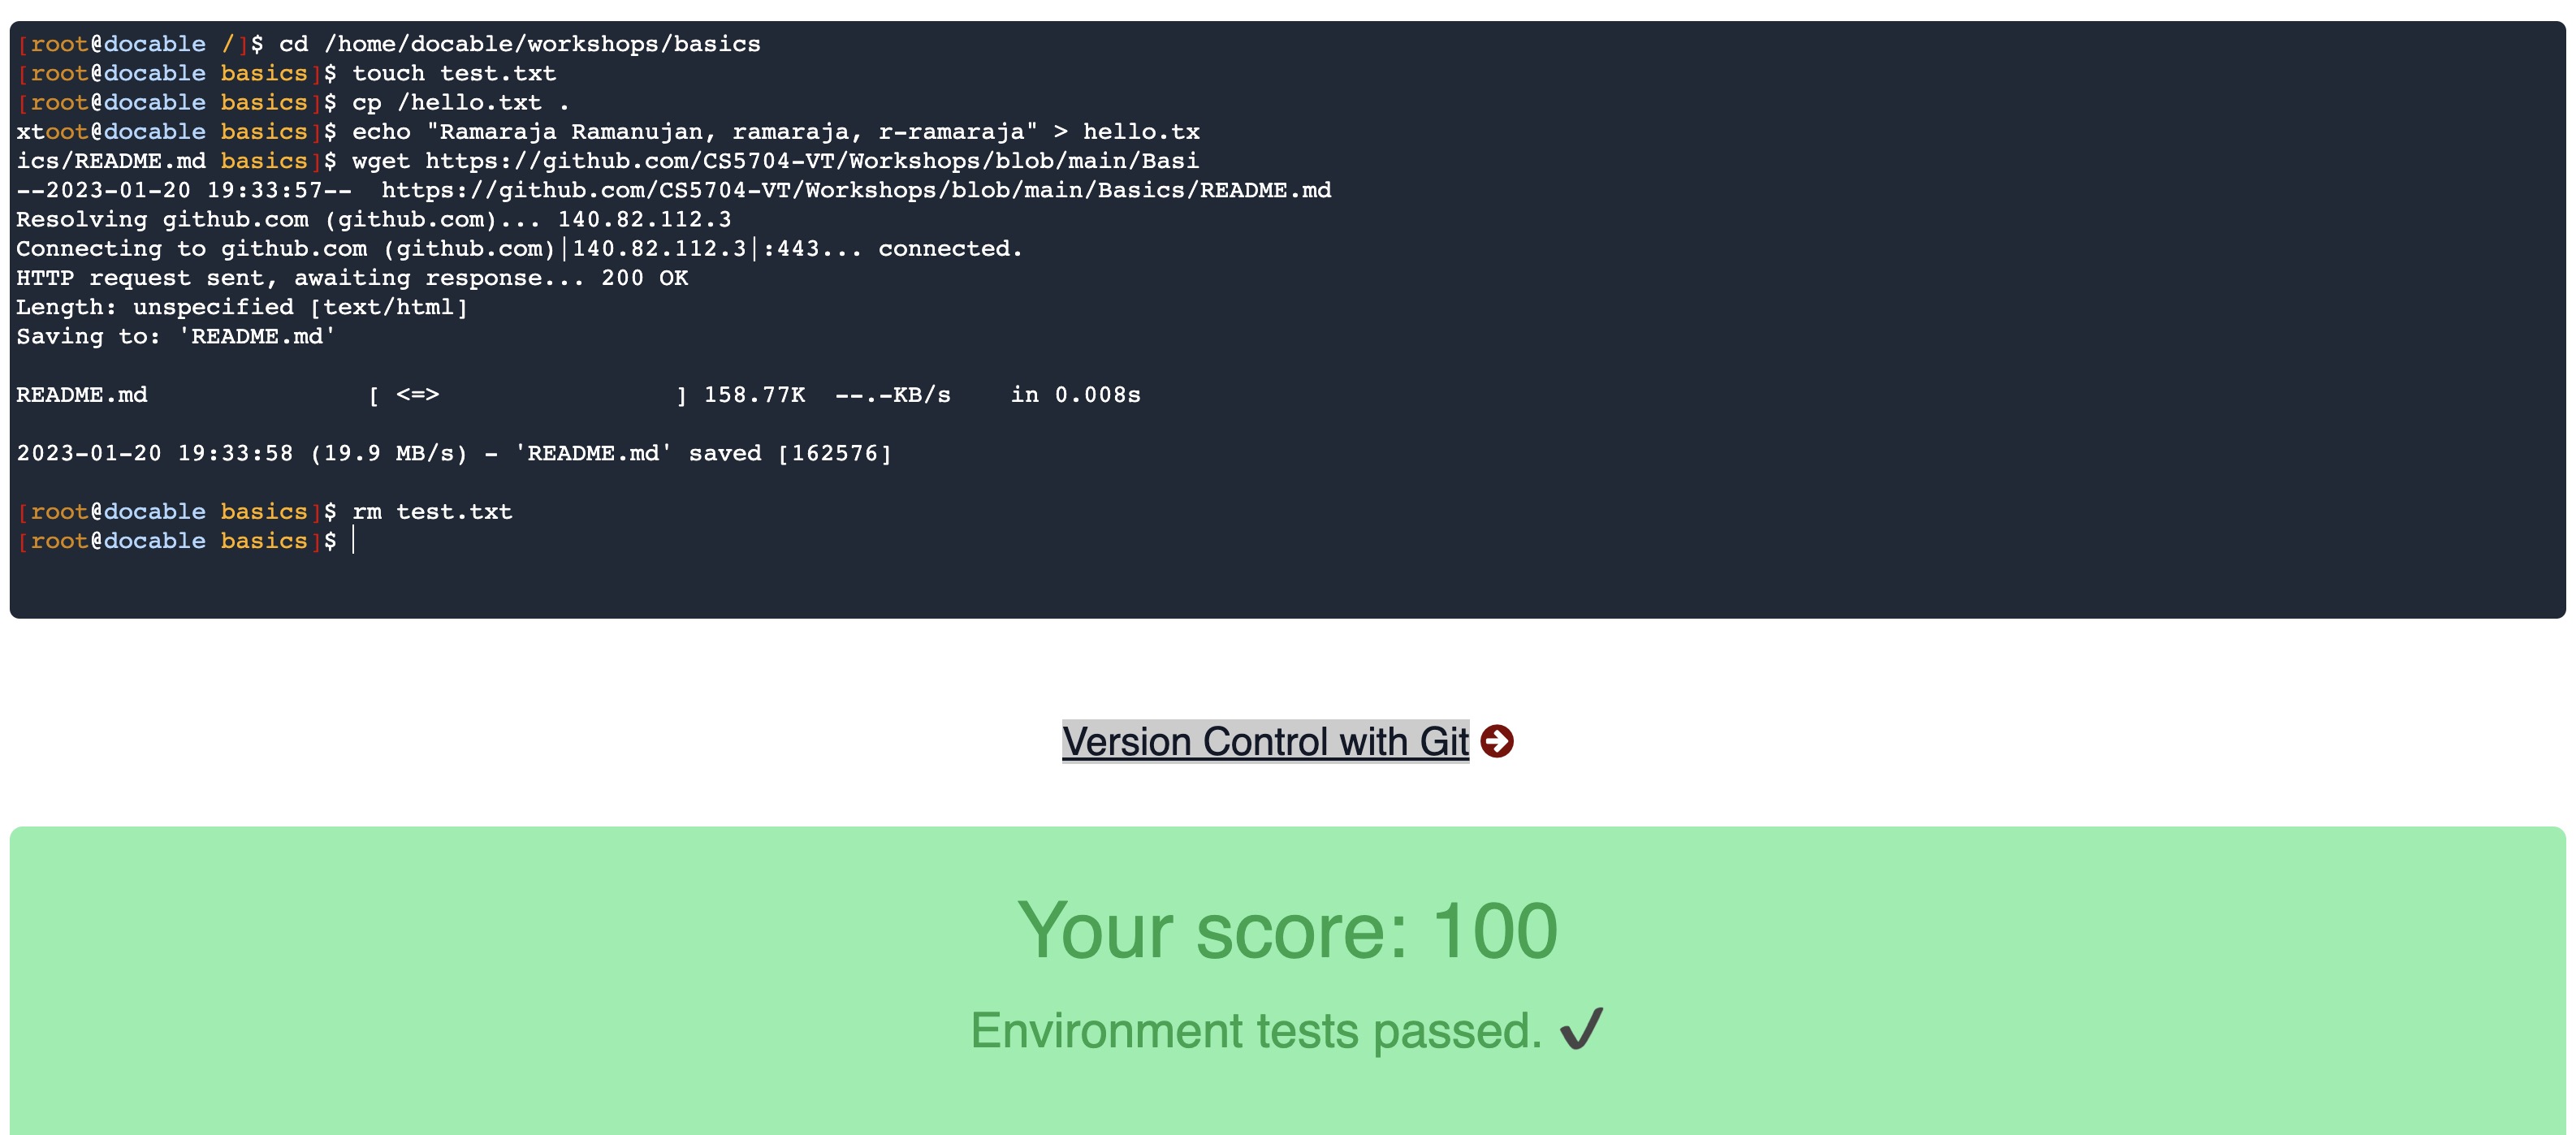 [root@docable /]$ cd /home/docable/workshops/basics
[root@docable basics]$ touch test.txt
[root@docable basics]$ cp /hello.txt .
xtoot@docable basics]$ echo "Ramaraja Ramanujan, ramaraja, r-ramaraja" > hello.tx
ics/README.md basics]$ wget https://github.com/CS5704-VT/Workshops/blob/main/Basi
--2023-01-20 19:33:57--  https://github.com/CS5704-VT/Workshops/blob/main/Basics/README.md
Resolving github.com (github.com)... 140.82.112.3
Connecting to github.com (github.com)|140.82.112.3|:443... connected.
HTTP request sent, awaiting response... 200 OK
Length: unspecified [text/html]
Saving to: 'README.md'
README.md               [ <=>                ] 158.77K  --.-KB/s    in 0.008s
2023-01-20 19:33:58 (19.9 MB/s) - 'README.md' saved [162576]
[root@docable basics]$ rm test.txt
[root@docable basics]$
Version Control with Git
Your score: 100
Environment tests passed. ✔